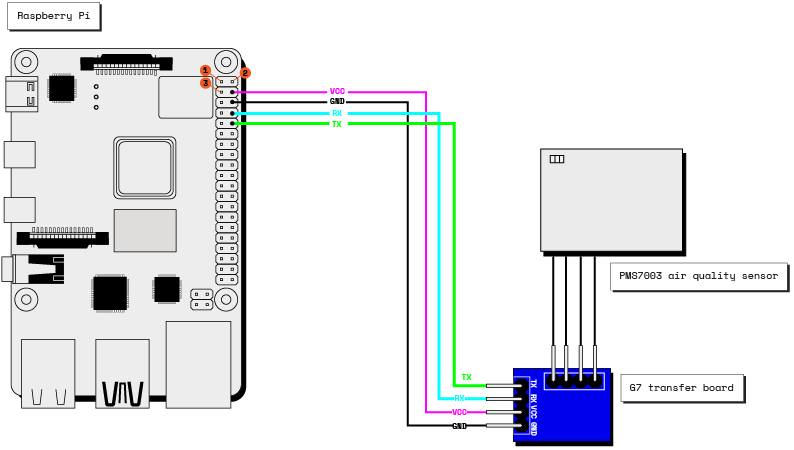 Raspberry Pi
1
2
3
VCC
GND
RX
TX
PMS7003 air quality sensor
TX
RX
VCC
GND
TX
RX
VCC
GND
G7 transfer board